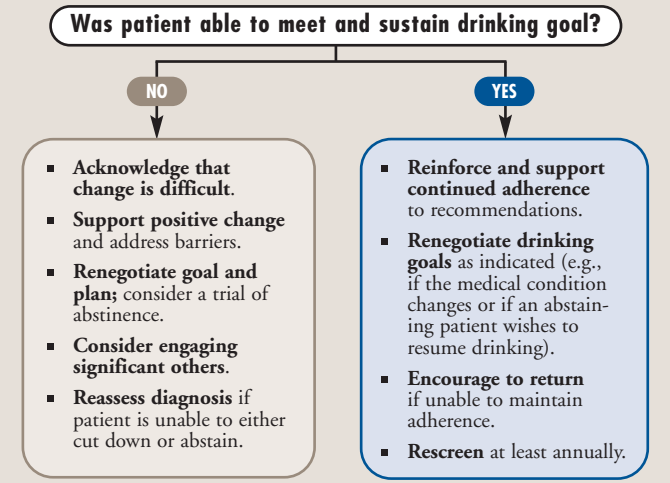 Was patient able to meet and sustain drinking goal?
NO
▪ Acknowledge that
change is difficult.
▪ Support positive change
and address barriers.
▪ Renegotiate goal and
plan; consider a trial of
abstinence.
▪ Consider engaging
significant others.
▪ Reassess diagnosis if
patient is unable to either
cut down or abstain.
YES
▪ Reinforce and support
continued adherence
to recommendations.
▪ Renegotiate drinking
goals as indicated (e.g.,
if the medical condition
changes or if an abstain-
ing patient wishes to
resume drinking).
▪ Encourage to return
if unable to maintain
adherence.
▪ Rescreen at least annually.